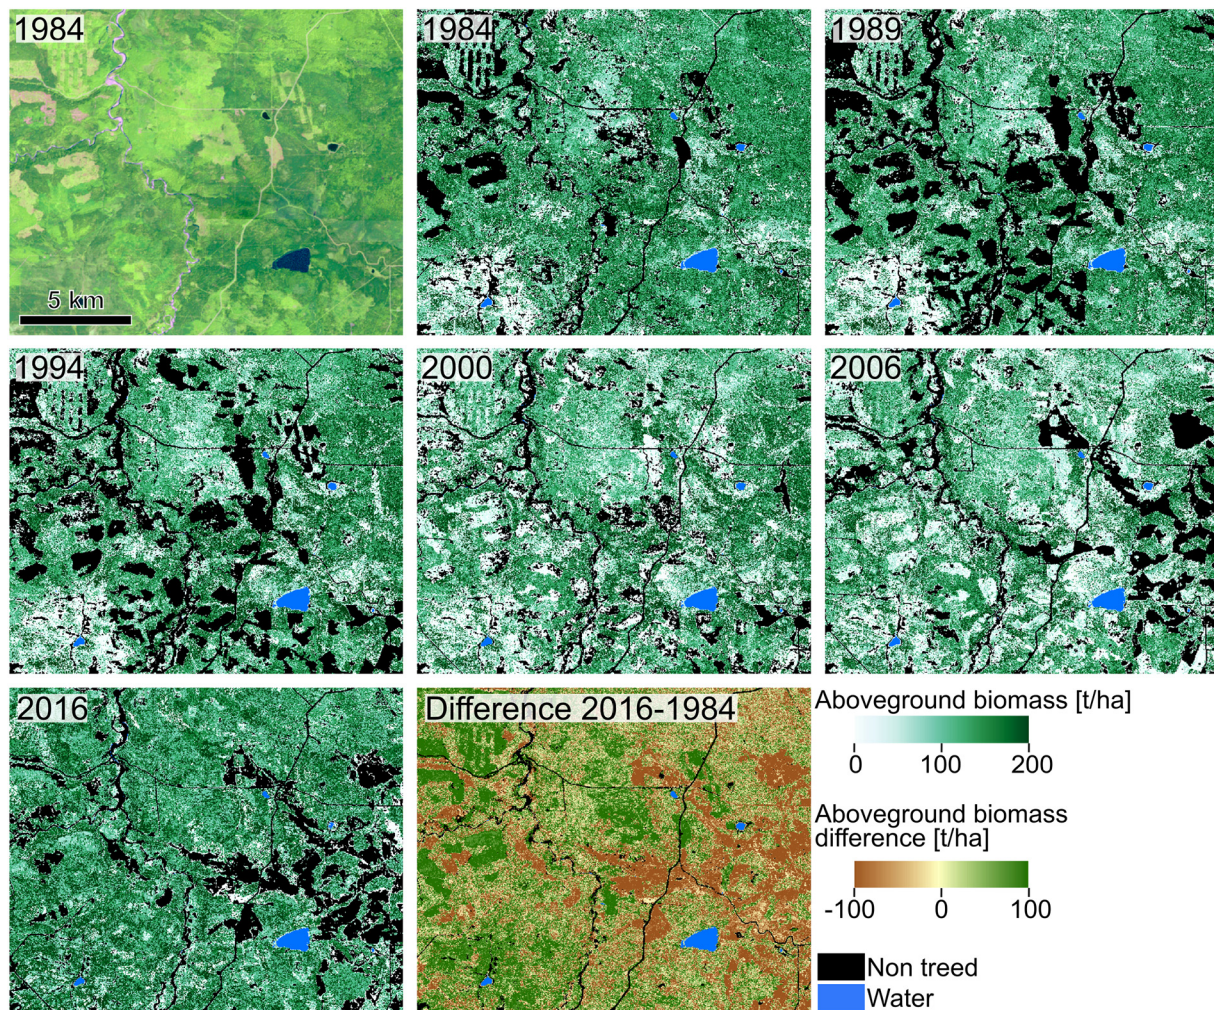 1984
1984
1989
5 km
1994
2000
2006
2016
Difference 2016-1984
Aboveground biomass [t/ha]
0 100 200
Aboveground biomass
difference [t/ha]
-100 0 100
Non treed
Water